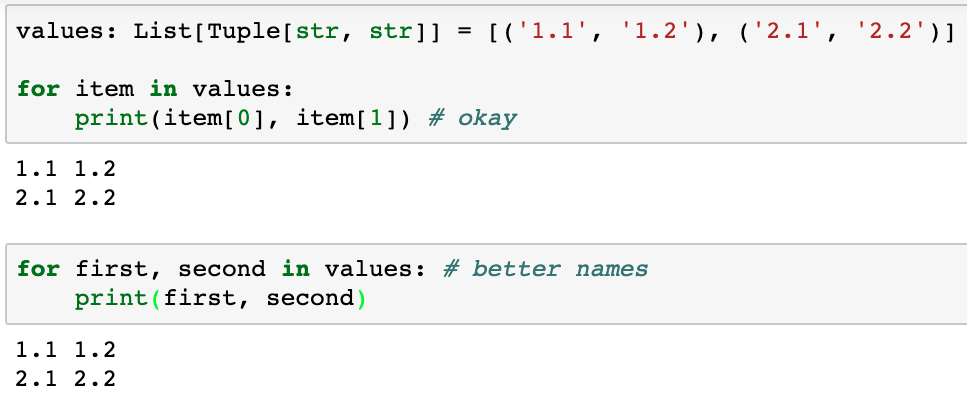 values: List[Tuple[str, str]] = [('1.1', '1.2'), ('2.1', '2.2')]
for item in values:
    print(item[0], item[1]) # okay
1.1 1.2
2.1 2.2
for first, second in values: # better names
    print(first, second)
1.1 1.2
2.1 2.2